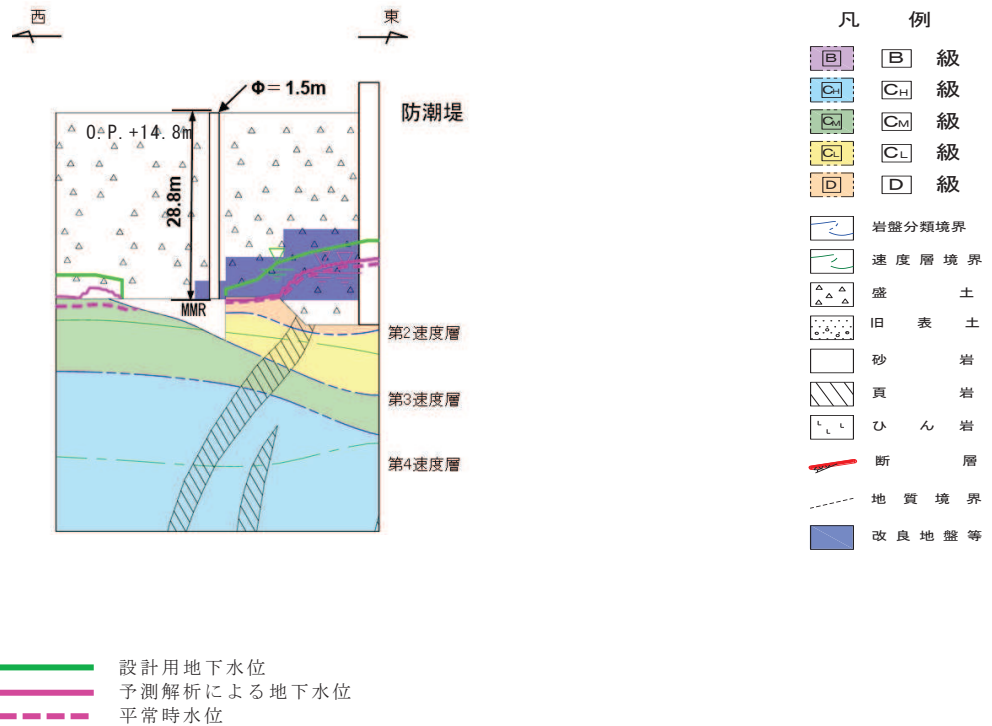 西
東
Φ= 1.5m
防潮堤
O.P.+14.8m
28.8m
MMR
第2速度層
第3速度層
第4速度層
凡 例
B B 級
CH CH 級
CM CM 級
CL CL 級
D D 級
岩盤分類境界
速度層境界
盛土
旧表土
砂岩
頁岩
ひん岩
断層
地質境界
改良地盤等
設計用地下水位
予測解析による地下水位
平常時水位